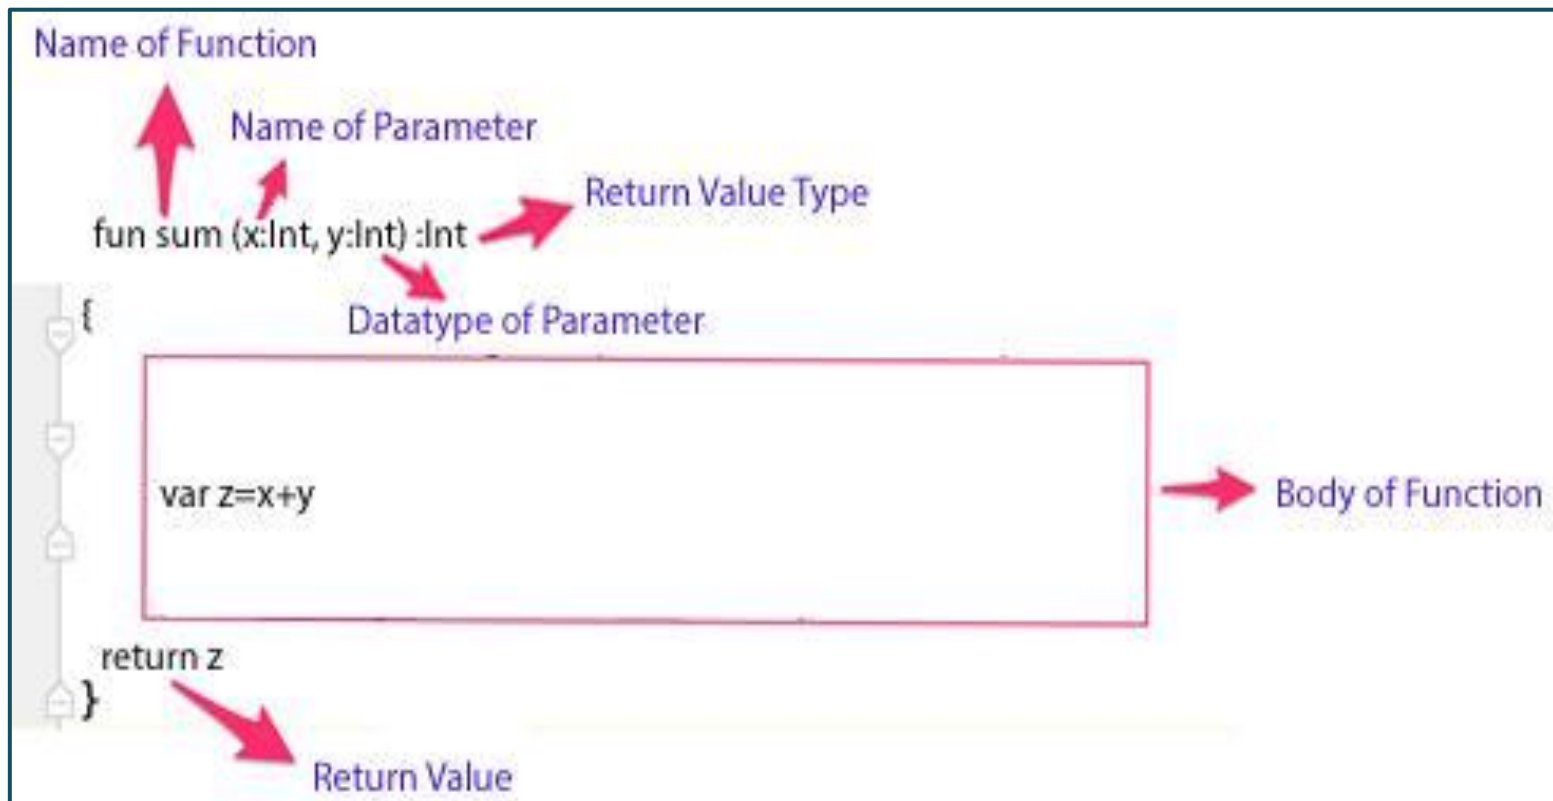 Name of Function
Name of Parameter
Return Value Type
fun sum (x:Int, y:Int) :Int
{
Datatype of Parameter
var z=x+y
Body of Function
return z
}
Return Value